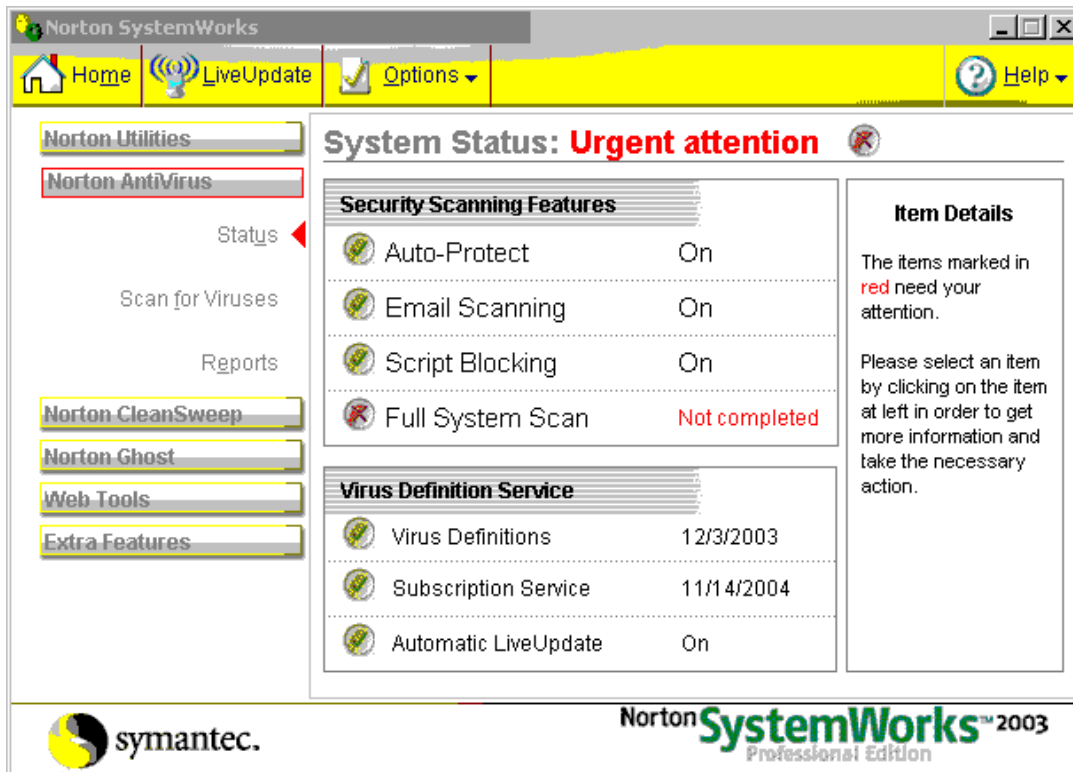 Norton SystemWorks
Home LiveUpdate Options Help
Norton Utilities
Norton AntiVirus
Status
Scan for Viruses
Reports
Norton CleanSweep
Norton Ghost
Web Tools
Extra Features
System Status: Urgent attention
Security Scanning Features
Auto-Protect On
Email Scanning On
Script Blocking On
Full System Scan Not completed
Virus Definition Service
Virus Definitions 12/3/2003
Subscription Service 11/14/2004
Automatic LiveUpdate On
Item Details
The items marked in
red need your
attention.
Please select an item
by clicking on the item
at left in order to get
more information and
take the necessary
action.
symantec.
Norton SystemWorks™ 2003
Professional Edition